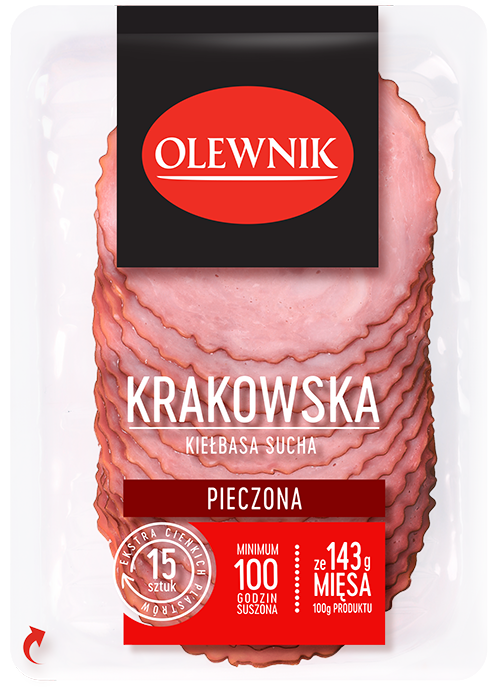 OLEWNIK
KRAKOWSKA
KIEŁBASA SUCHA
PIECZONA
EKSTRA CIENKICH PLASTRÓW
15
sztuk
MINIMUM
100
GODZIN
SUSZONA
ze 143g
MIĘSA
100g PRODUKTU